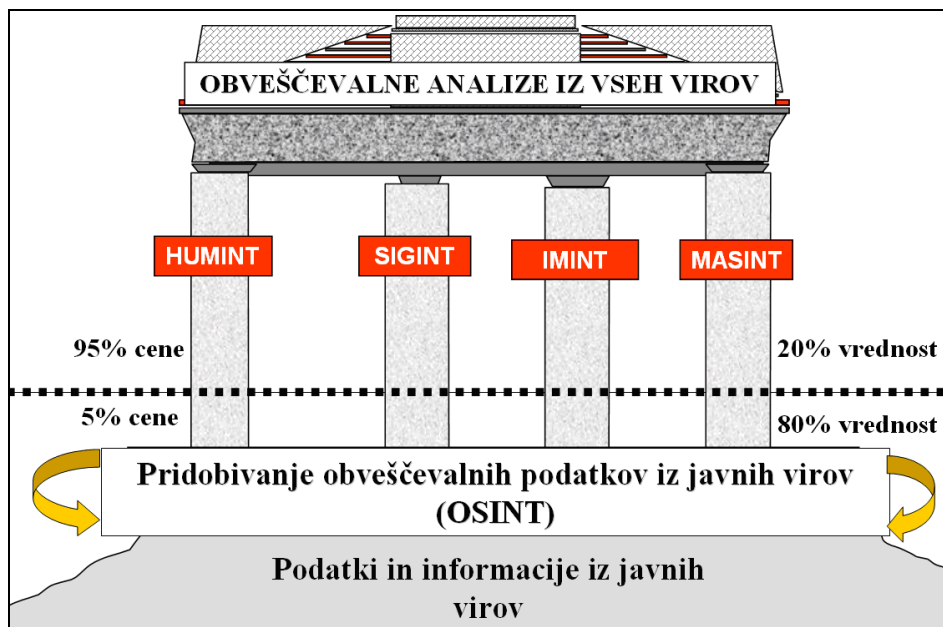 OBVEŠČEVALNE ANALIZE IZ VSEH VIROV
HUMINT
SIGINT
IMINT
MASINT
95% cene
20% vrednost
5% cene
80% vrednost
Pridobivanje obveščevalnih podatkov iz javnih virov
(OSINT)
Podatki in informacije iz javnih
virov